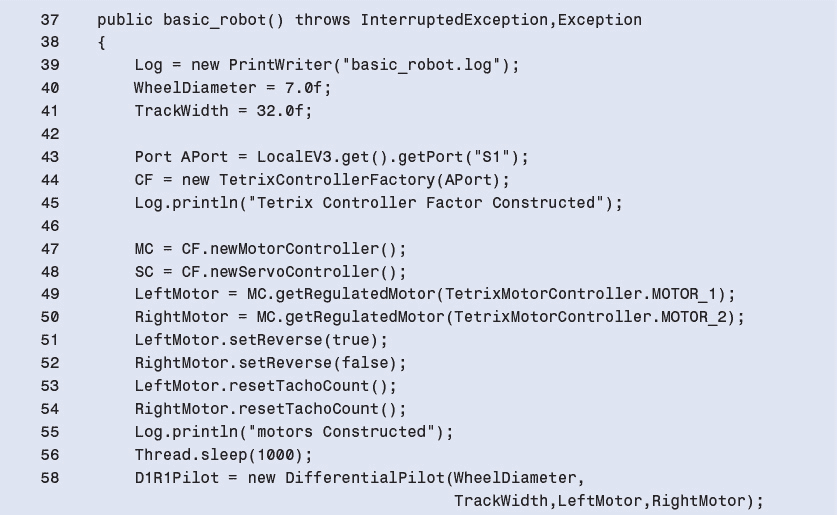 37 public basic_robot() throws InterruptedException,Exception
38 {
39 Log = new PrintWriter("basic_robot.log");
40 WheelDiameter = 7.0f;
41 TrackWidth = 32.0f;
42
43 Port APort = LocalEV3.get().getPort("S1");
44 CF = new TetrixControllerFactory(APort);
45 Log.println("Tetrix Controller Factor Constructed");
46
47 MC = CF.newMotorController();
48 SC = CF.newServoController();
49 LeftMotor = MC.getRegulatedMotor(TetrixMotorController.MOTOR_1);
50 RightMotor = MC.getRegulatedMotor(TetrixMotorController.MOTOR_2);
51 LeftMotor.setReverse(true);
52 RightMotor.setReverse(false);
53 LeftMotor.resetTachoCount();
54 RightMotor.resetTachoCount();
55 Log.println("motors Constructed");
56 Thread.sleep(1000);
58 D1R1Pilot = new DifferentialPilot(WheelDiameter,
TrackWidth,LeftMotor,RightMotor);